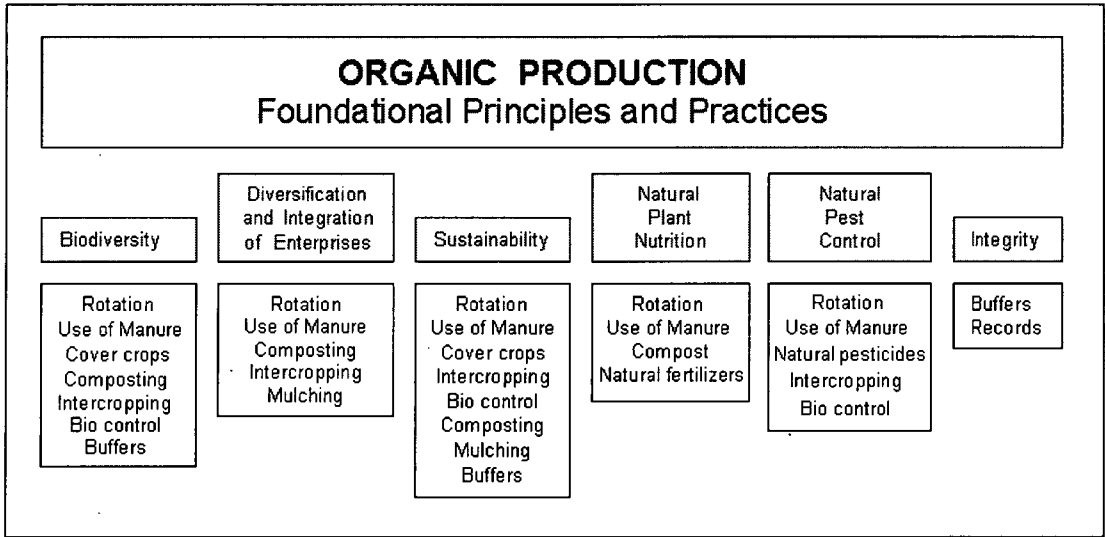 ORGANIC PRODUCTION
Foundational Principles and Practices
Biodiversity
Rotation
Use of Manure
Cover crops
Composting
Intercropping
Bio control
Buffers
Diversification
and Integration
of Enterprises
Rotation
Use of Manure
Composting
Intercropping
Mulching
Sustainability
Rotation
Use of Manure
Cover crops
Intercropping
Bio control
Composting
Mulching
Buffers
Natural
Plant
Nutrition
Rotation
Use of Manure
Compost
Natural fertilizers
Natural
Pest
Control
Rotation
Use of Manure
Natural pesticides
Intercropping
Bio control
Integrity
Buffers
Records